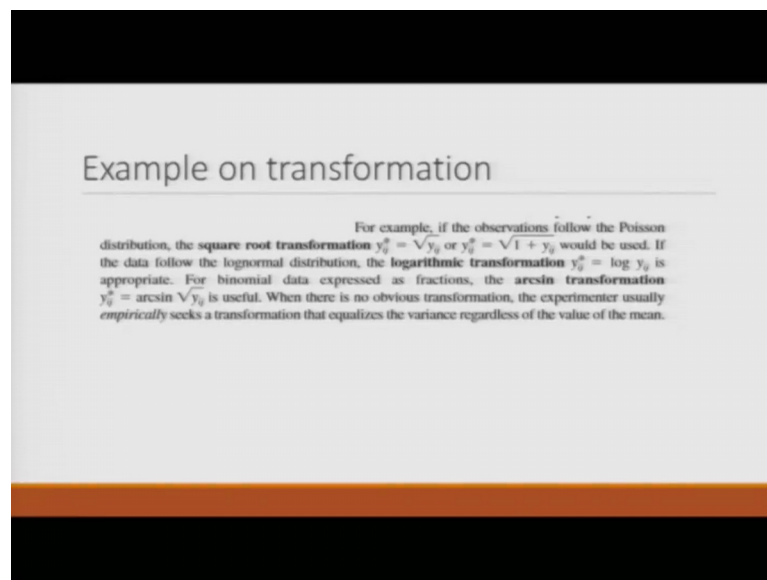 Example on transformation
For example, if the observations follow the Poisson
distribution, the square root transformation y*ᵢⱼ = √yᵢⱼ or y*ᵢⱼ = √1 + yᵢⱼ would be used. If
the data follow the lognormal distribution, the logarithmic transformation y*ᵢⱼ = log yᵢⱼ is
appropriate. For binomial data expressed as fractions, the arcsin transformation
y*ᵢⱼ = arcsin √yᵢⱼ is useful. When there is no obvious transformation, the experimenter usually
empirically seeks a transformation that equalizes the variance regardless of the value of the mean.